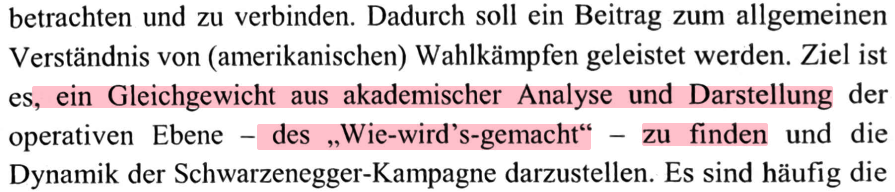 betrachten und zu verbinden. Dadurch soll ein Beitrag zum allgemeinen
Verständnis von (amerikanischen) Wahlkämpfen geleistet werden. Ziel ist
es, ein Gleichgewicht aus akademischer Analyse und Darstellung der
operativen Ebene – des „Wie-wird’s-gemacht“ – zu finden und die
Dynamik der Schwarzenegger-Kampagne darzustellen. Es sind häufig die